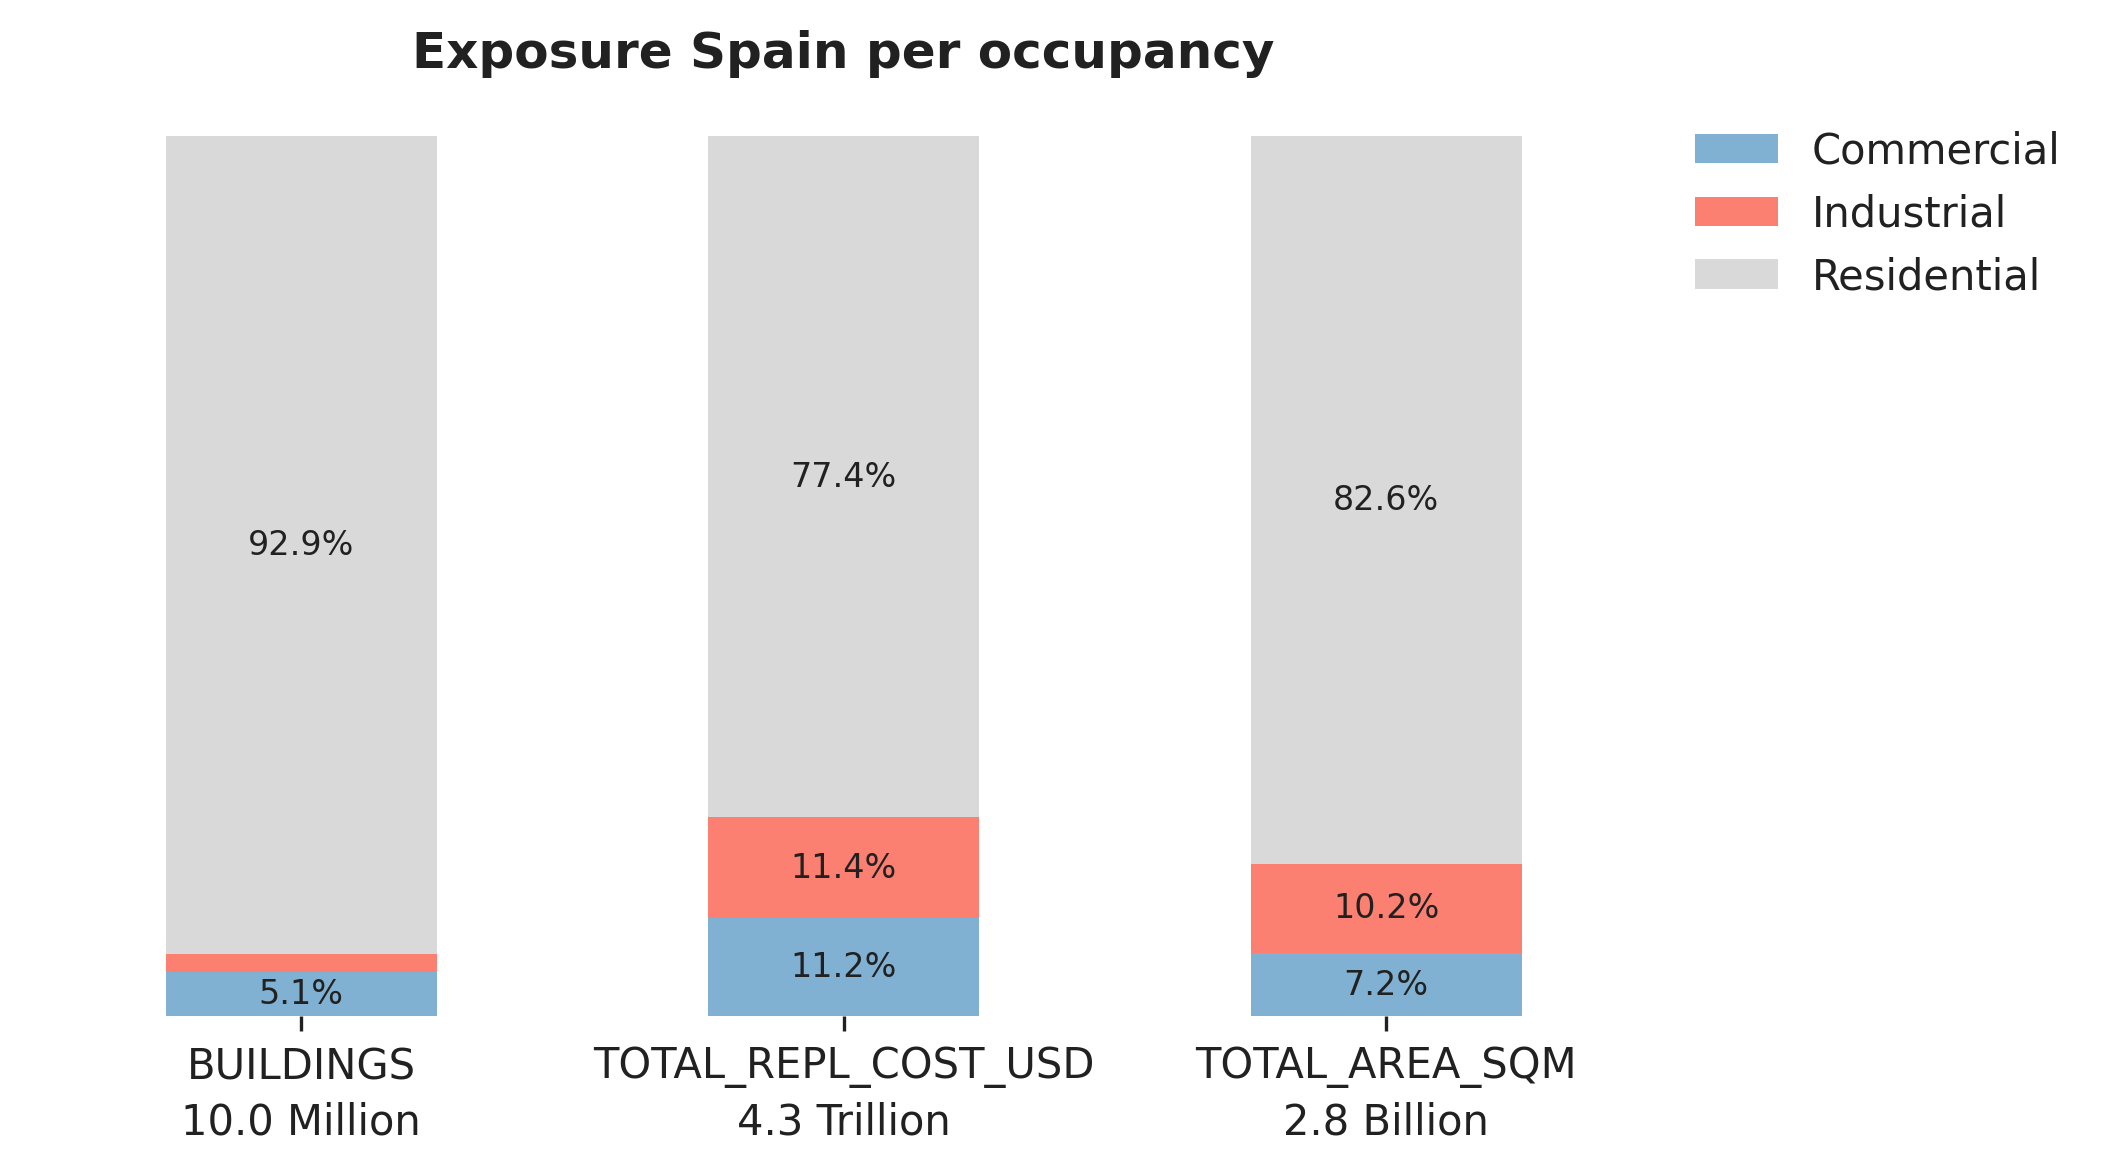 Exposure Spain per occupancy
Commercial
Industrial
Residential
92.9%
77.4%
82.6%
11.4%
10.2%
5.1%
11.2%
7.2%
BUILDINGS
10.0 Million
TOTAL_REPL_COST_USD
4.3 Trillion
TOTAL_AREA_SQM
2.8 Billion